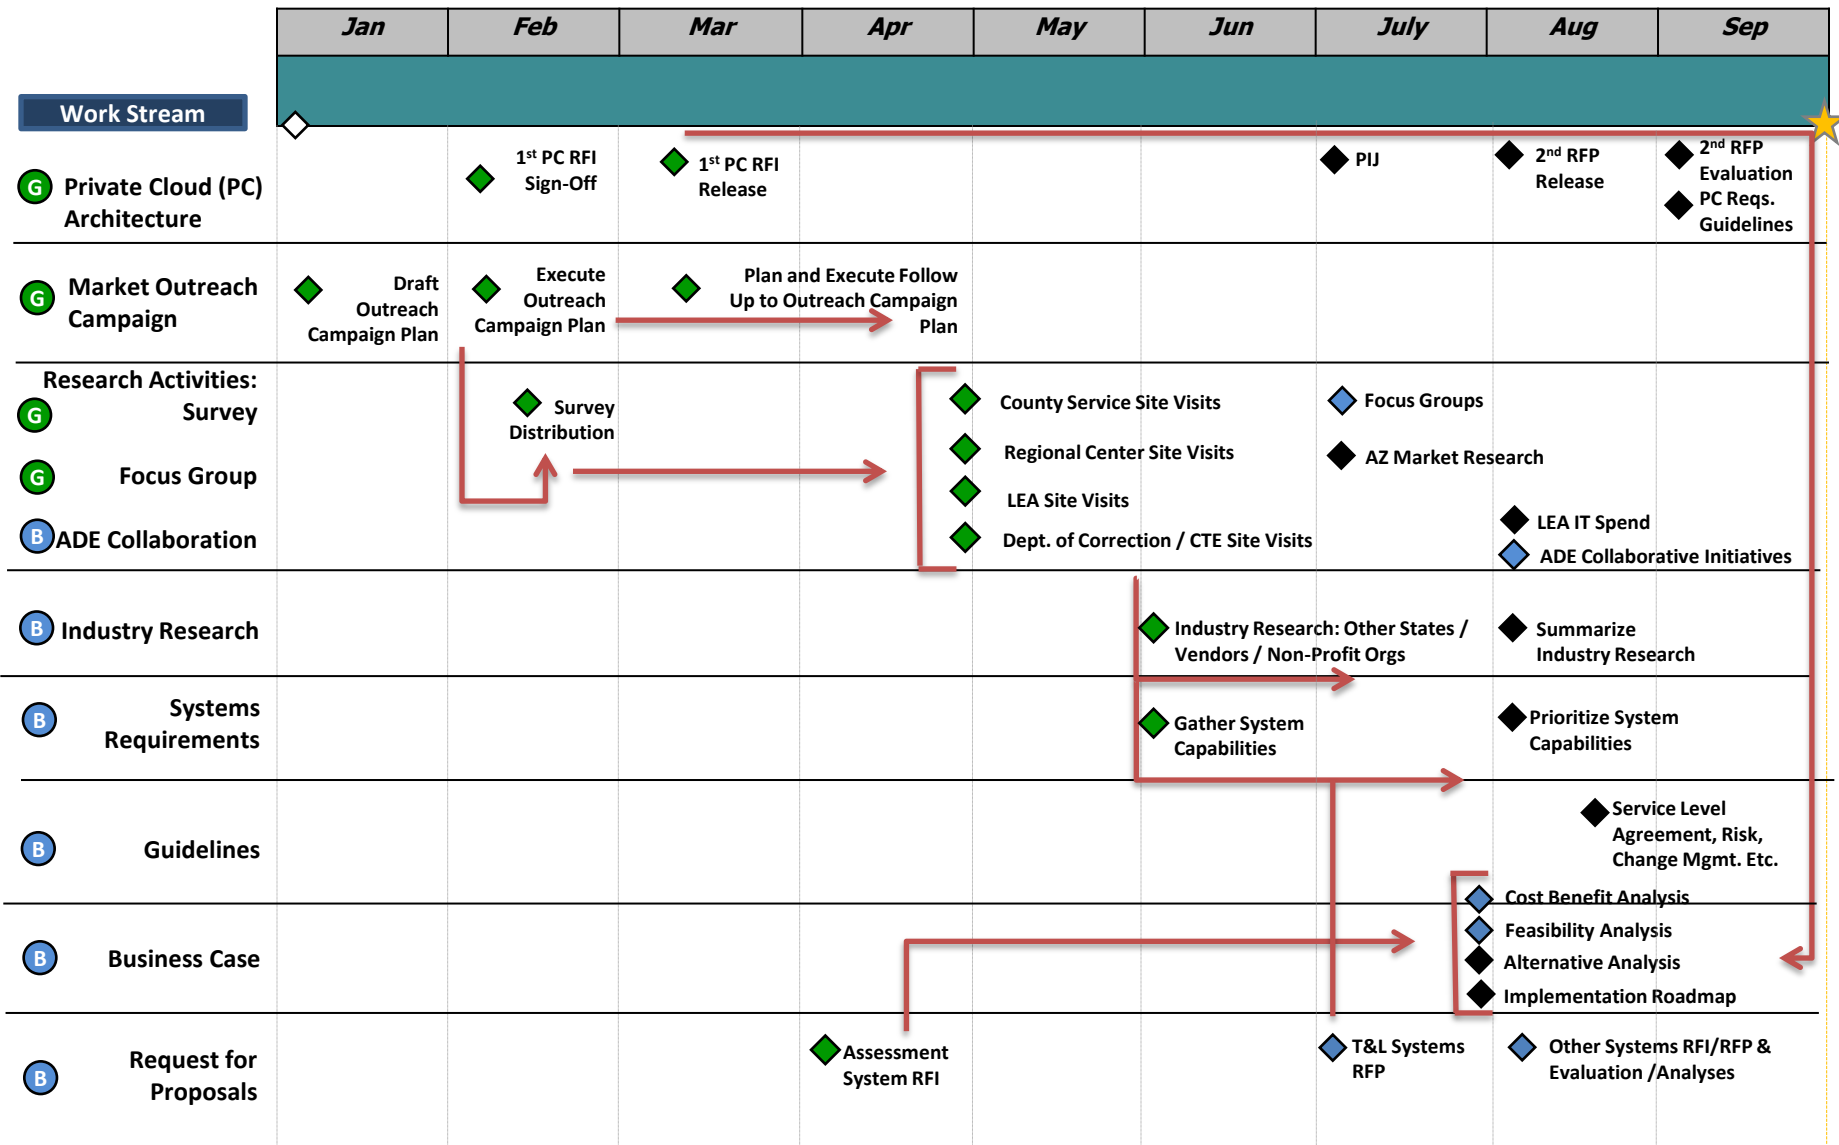 Jan Feb Mar Apr May Jun July Aug Sep
Work Stream
G
Private Cloud (PC)
Architecture
1st PC RFI
Sign-Off
1st PC RFI
Release
PIJ
2nd RFP
Release
2nd RFP
Evaluation
PC Reqs.
Guidelines
G
Market Outreach
Campaign
Draft
Outreach
Campaign Plan
Execute
Outreach
Campaign Plan
Plan and Execute Follow
Up to Outreach Campaign
Plan
Research Activities:
Survey
G
Survey
Distribution
County Service Site Visits
Focus Groups
G
Focus Group
Regional Center Site Visits
AZ Market Research
LEA Site Visits
B
ADE Collaboration
Dept. of Correction / CTE Site Visits
LEA IT Spend
ADE Collaborative Initiatives
B
Industry Research
Industry Research: Other States /
Vendors / Non-Profit Orgs
Summarize
Industry Research
B
Systems
Requirements
Gather System
Capabilities
Prioritize System
Capabilities
B
Guidelines
Service Level
Agreement, Risk,
Change Mgmt. Etc.
B
Business Case
Cost Benefit Analysis
Feasibility Analysis
Alternative Analysis
Implementation Roadmap
B
Request for
Proposals
Assessment
System RFI
T&L Systems
RFP
Other Systems RFI/RFP &
Evaluation /Analyses